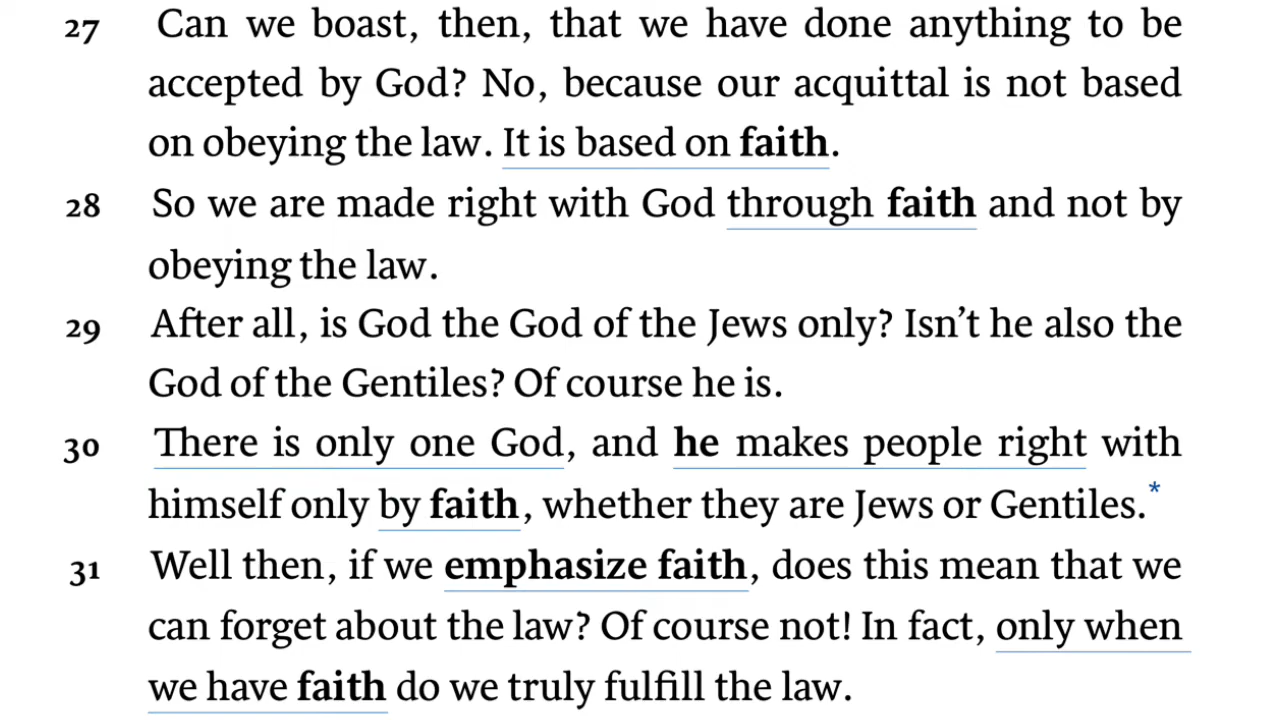 27 Can we boast, then, that we have done anything to be
accepted by God? No, because our acquittal is not based
on obeying the law. It is based on faith.
28 So we are made right with God through faith and not by
obeying the law.
29 After all, is God the God of the Jews only? Isn’t he also the
God of the Gentiles? Of course he is.
30 There is only one God, and he makes people right with
himself only by faith, whether they are Jews or Gentiles.*
31 Well then, if we emphasize faith, does this mean that we
can forget about the law? Of course not! In fact, only when
we have faith do we truly fulfill the law.